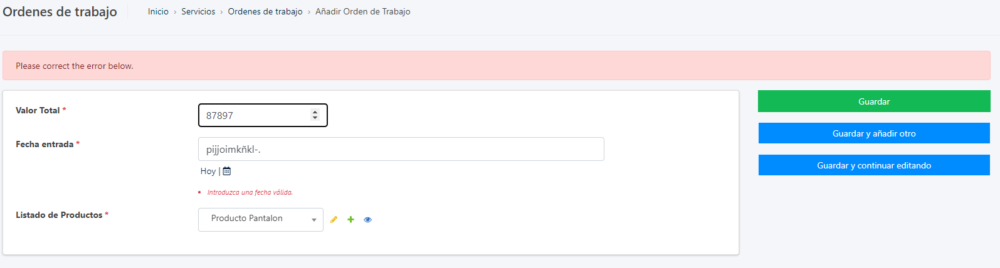 Ordenes de trabajo
Inicio › Servicios › Ordenes de trabajo › Añadir Orden de Trabajo
Please correct the error below.
Valor Total *
87897
Fecha entrada *
pijjoimkñkl-.
Hoy |
Introduzca una fecha válida.
Listado de Productos *
Producto Pantalon
Guardar
Guardar y añadir otro
Guardar y continuar editando